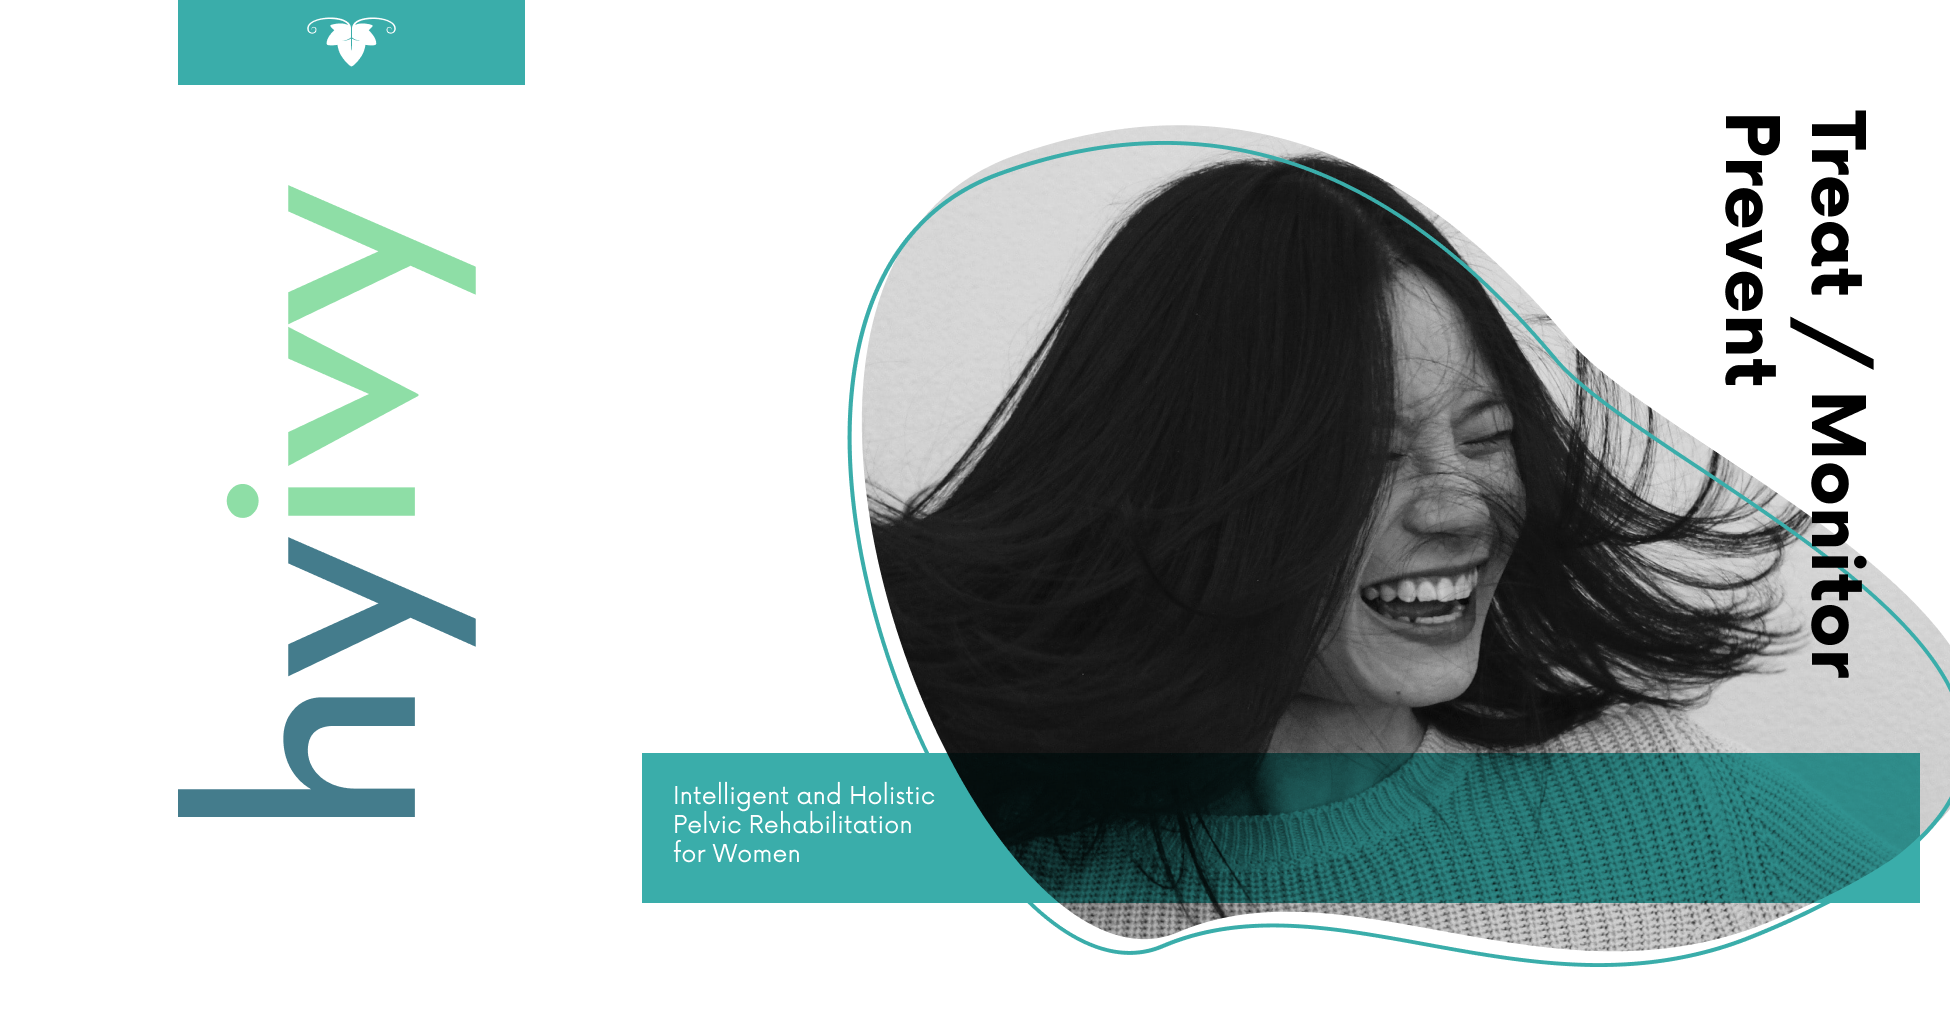 hyivy
Treat / Monitor
Prevent
Intelligent and Holistic
Pelvic Rehabilitation
for Women